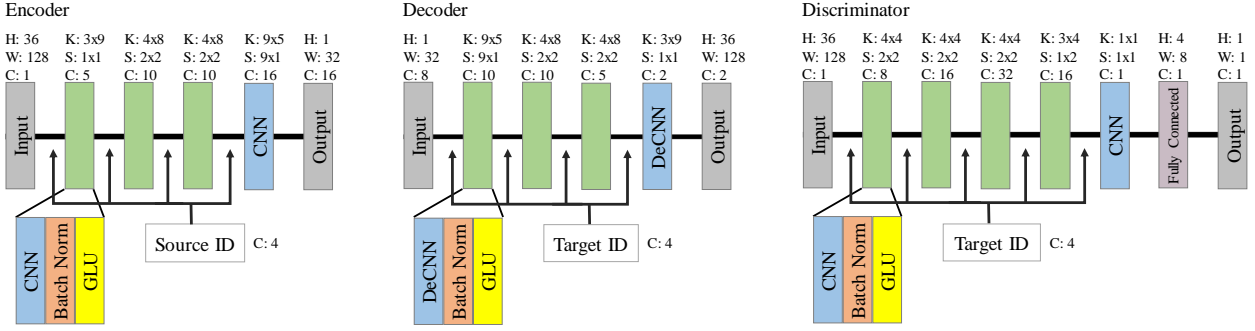 Encoder
H: 36 K: 3x9 K: 4x8 K: 4x8 K: 9x5 H: 1
W: 128 S: 1x1 S: 2x2 S: 2x2 S: 9x1 W: 32
C: 1 C: 5 C: 10 C: 10 C: 16 C: 16
Input
CNN
Output
CNN
Batch Norm
GLU
Source ID C: 4
Decoder
H: 1 K: 9x5 K: 4x8 K: 4x8 K: 3x9 H: 36
W: 32 S: 9x1 S: 2x2 S: 2x2 S: 1x1 W: 128
C: 8 C: 10 C: 10 C: 5 C: 2 C: 2
Input
DeCNN
Output
DeCNN
Batch Norm
GLU
Target ID C: 4
Discriminator
H: 36 K: 4x4 K: 4x4 K: 4x4 K: 3x4 K: 1x1 H: 4 H: 1
W: 128 S: 2x2 S: 2x2 S: 2x2 S: 1x2 S: 1x1 W: 8 W: 1
C: 1 C: 8 C: 16 C: 32 C: 16 C: 1 C: 1 C: 1
Input
CNN
Fully Connected
Output
CNN
Batch Norm
GLU
Target ID C: 4